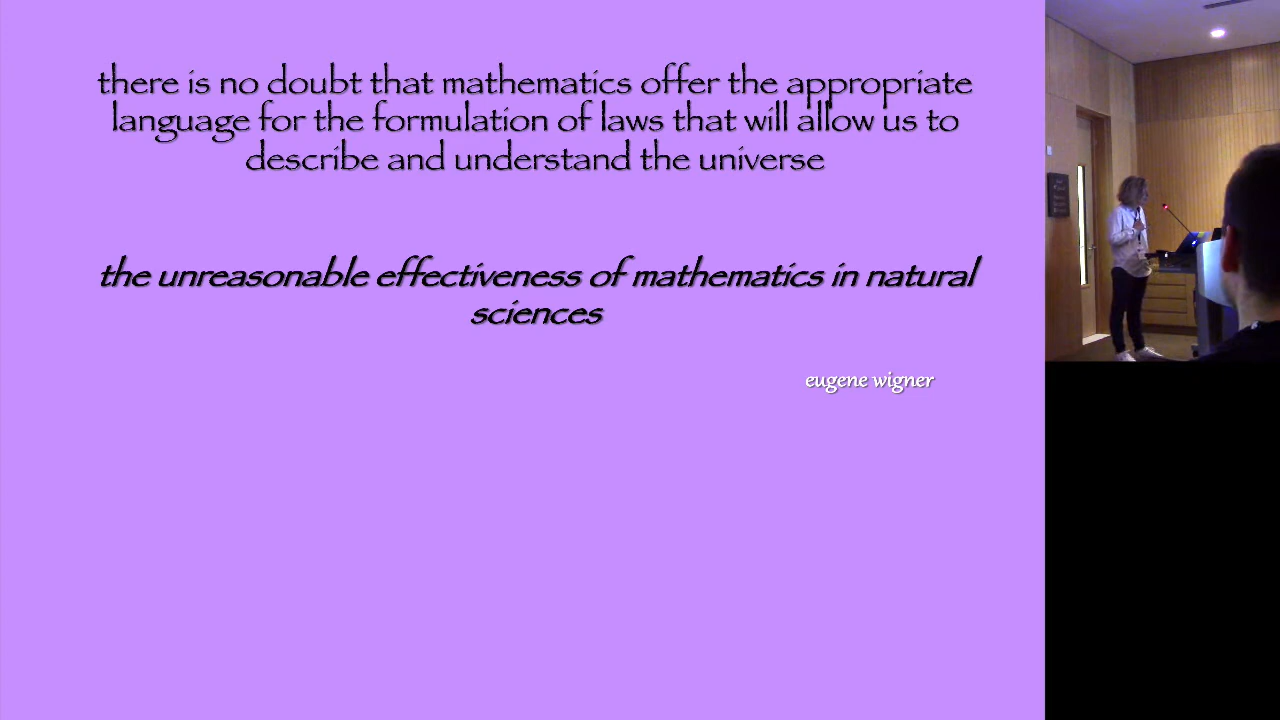 there is no doubt that mathematics offer the appropriate
language for the formulation of laws that will allow us to
describe and understand the universe
the unreasonable effectiveness of mathematics in natural
sciences
eugene wigner